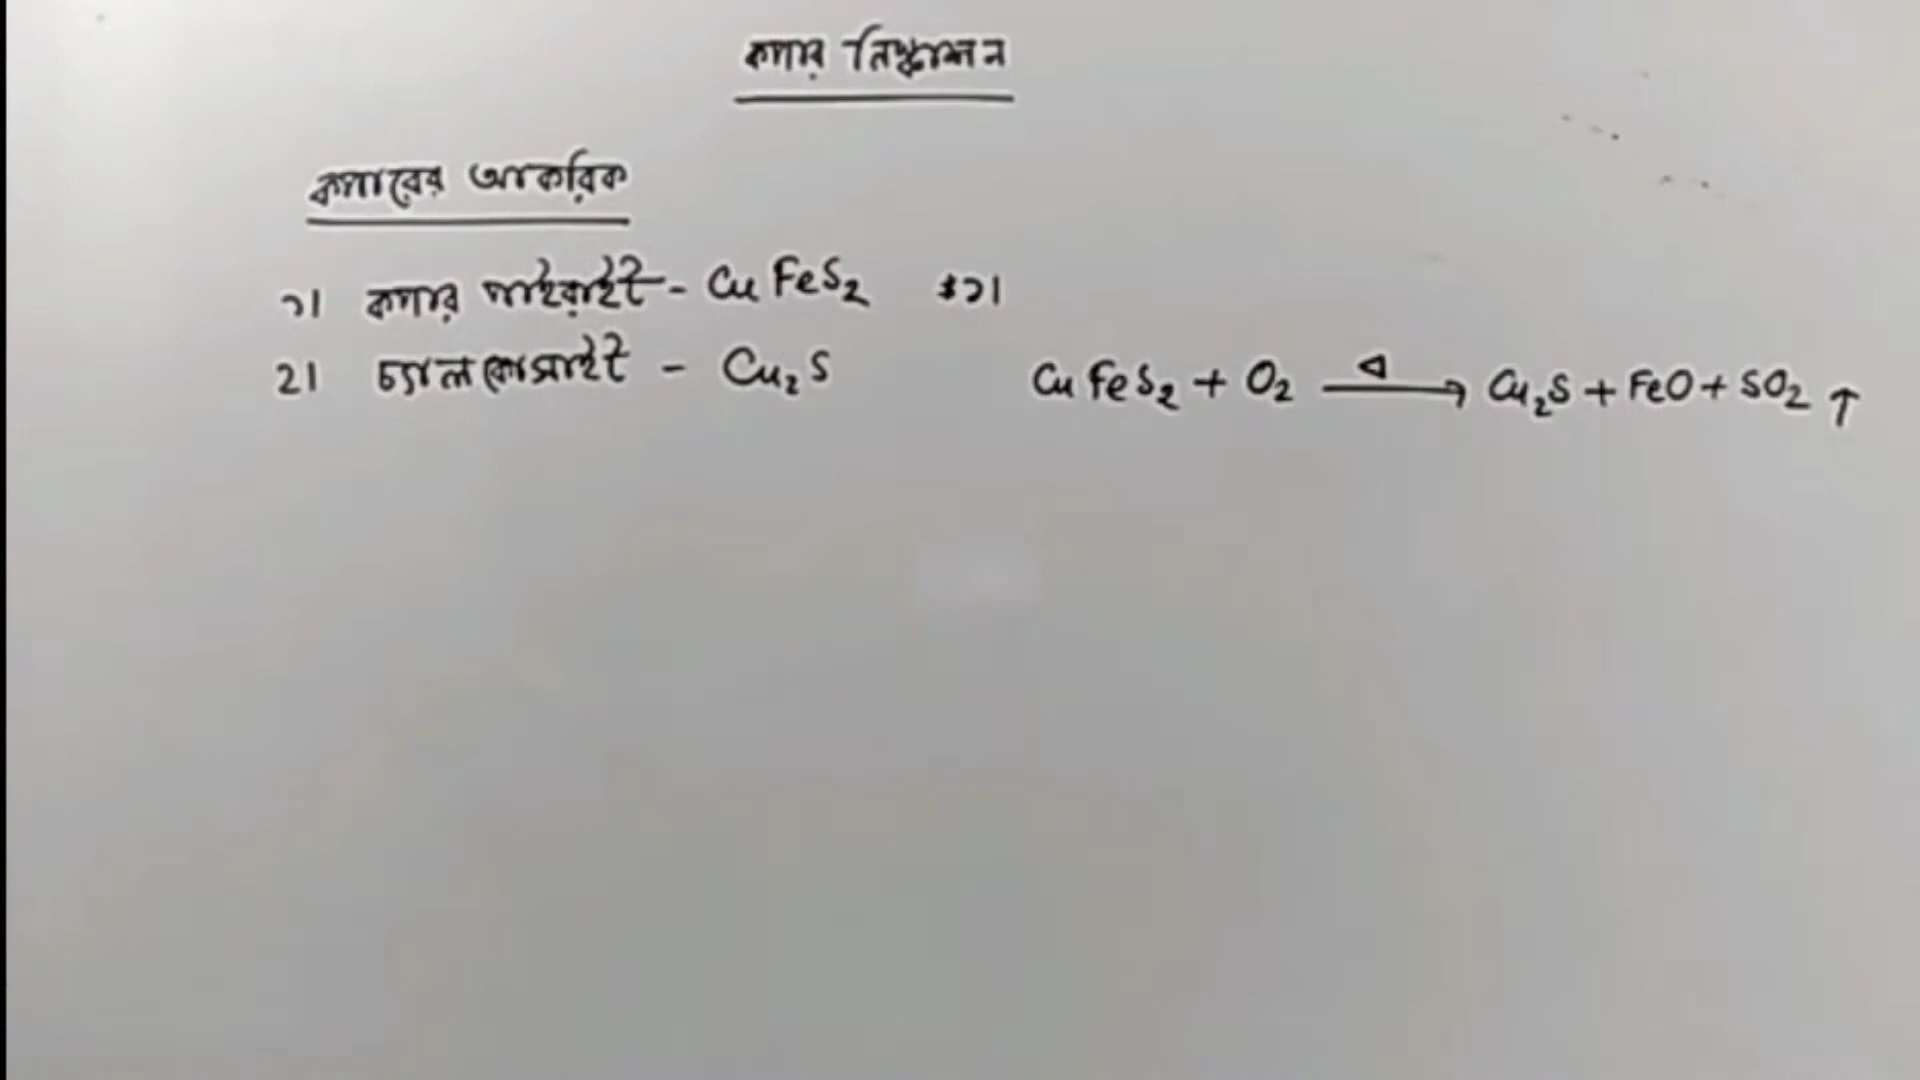 কপার নিষ্কাশন
কপারের আকরিক
১। কপার পাইরাইট - CuFeS₂
২। চ্যালকোসাইট - Cu₂S
*১।
CuFeS₂ + O₂ —Δ→ Cu₂S + FeO + SO₂ ↑